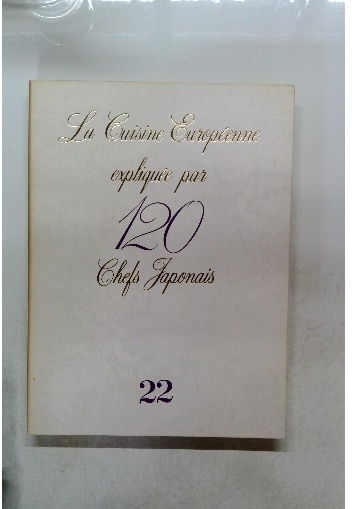 La Cuisine Européenne
expliquée par
120
Chefs Japonais
22